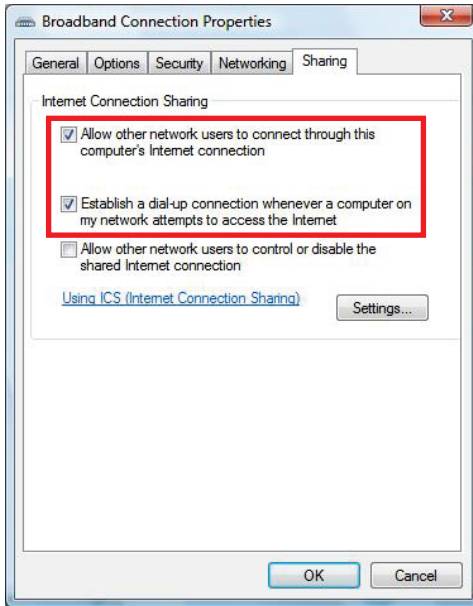 Broadband Connection Properties
General Options Security Networking Sharing
Internet Connection Sharing
Allow other network users to connect through this
computer's Internet connection
Establish a dial-up connection whenever a computer on
my network attempts to access the Internet
Allow other network users to control or disable the
shared Internet connection
Using ICS (Internet Connection Sharing)
Settings...
OK Cancel